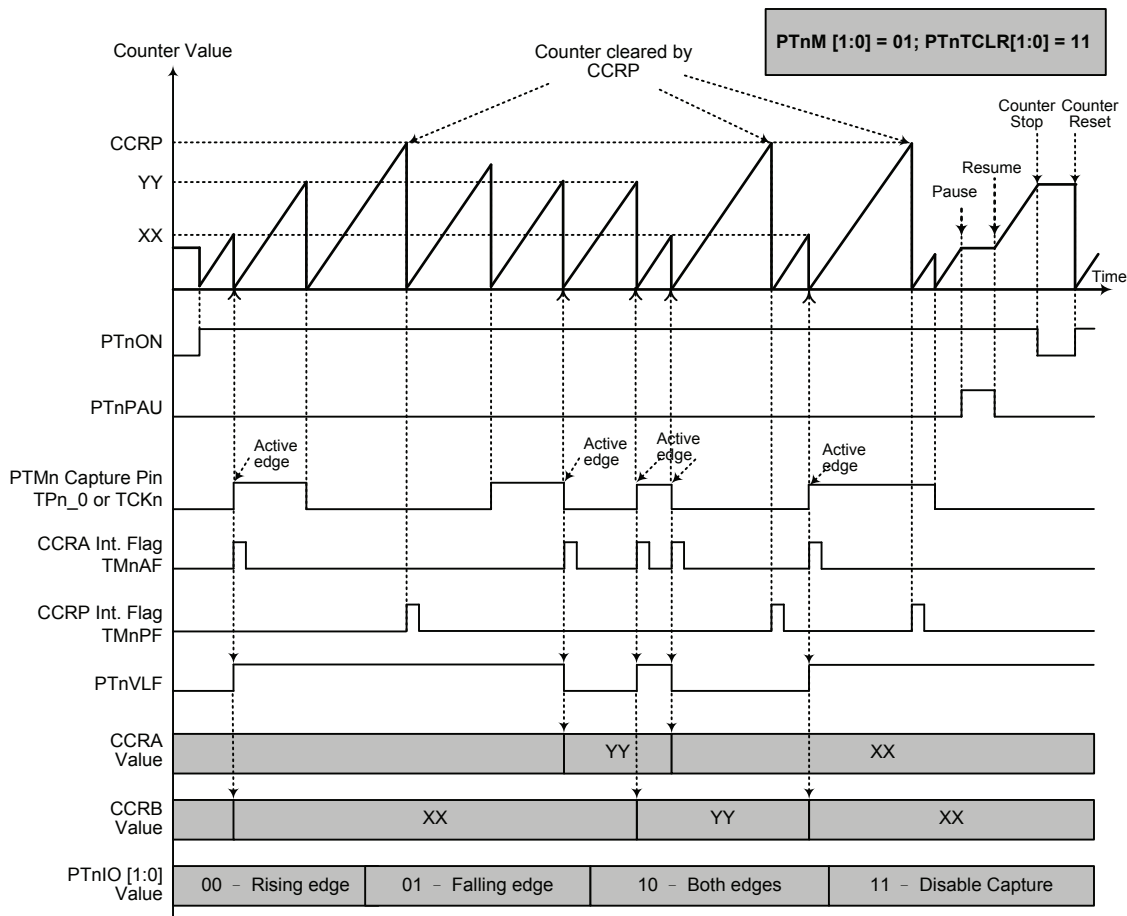 PTnM [1:0] = 01; PTnTCLR[1:0] = 11
Counter Value
Counter cleared by
CCRP
Counter
Stop
Counter
Reset
CCRP
YY
XX
Pause
Resume
Time
PTnON
PTnPAU
Active
edge
Active
edge
Active
edge
Active
edge
PTMn Capture Pin
TPn_0 or TCKn
CCRA Int. Flag
TMnAF
CCRP Int. Flag
TMnPF
PTnVLF
CCRA
Value
YY
XX
CCRB
Value
XX
YY
XX
PTnIO [1:0]
Value
00 – Rising edge
01 – Falling edge
10 – Both edges
11 – Disable Capture